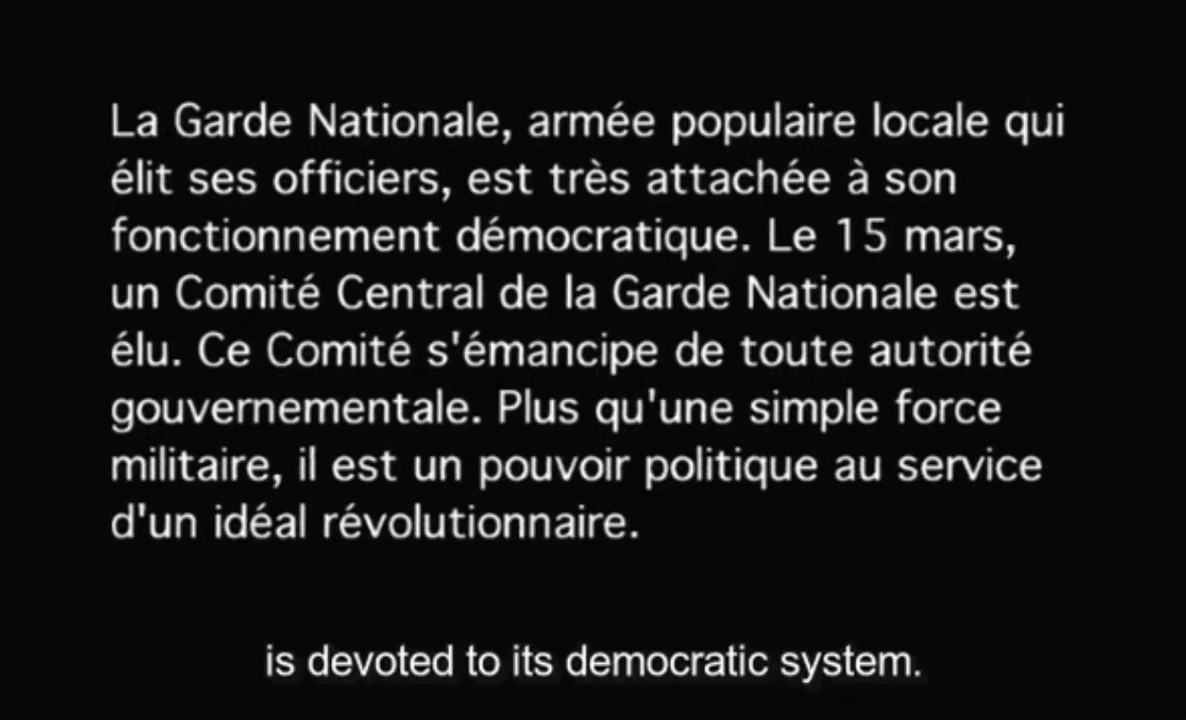 La Garde Nationale, armée populaire locale qui
élit ses officiers, est très attachée à son
fonctionnement démocratique. Le 15 mars,
un Comité Central de la Garde Nationale est
élu. Ce Comité s'émancipe de toute autorité
gouvernementale. Plus qu'une simple force
militaire, il est un pouvoir politique au service
d'un idéal révolutionnaire.
is devoted to its democratic system.